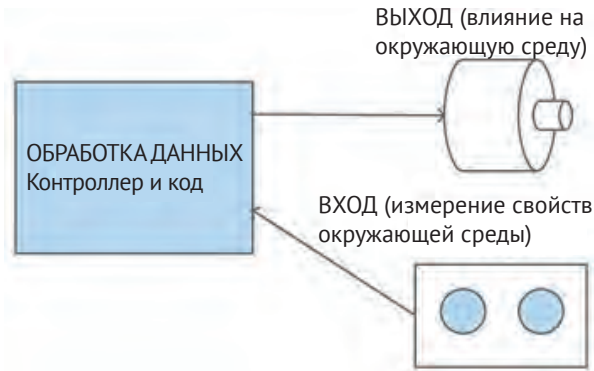 ВЫХОД (влияние на
окружающую среду)
ОБРАБОТКА ДАННЫХ
Контроллер и код
ВХОД (измерение свойств
окружающей среды)